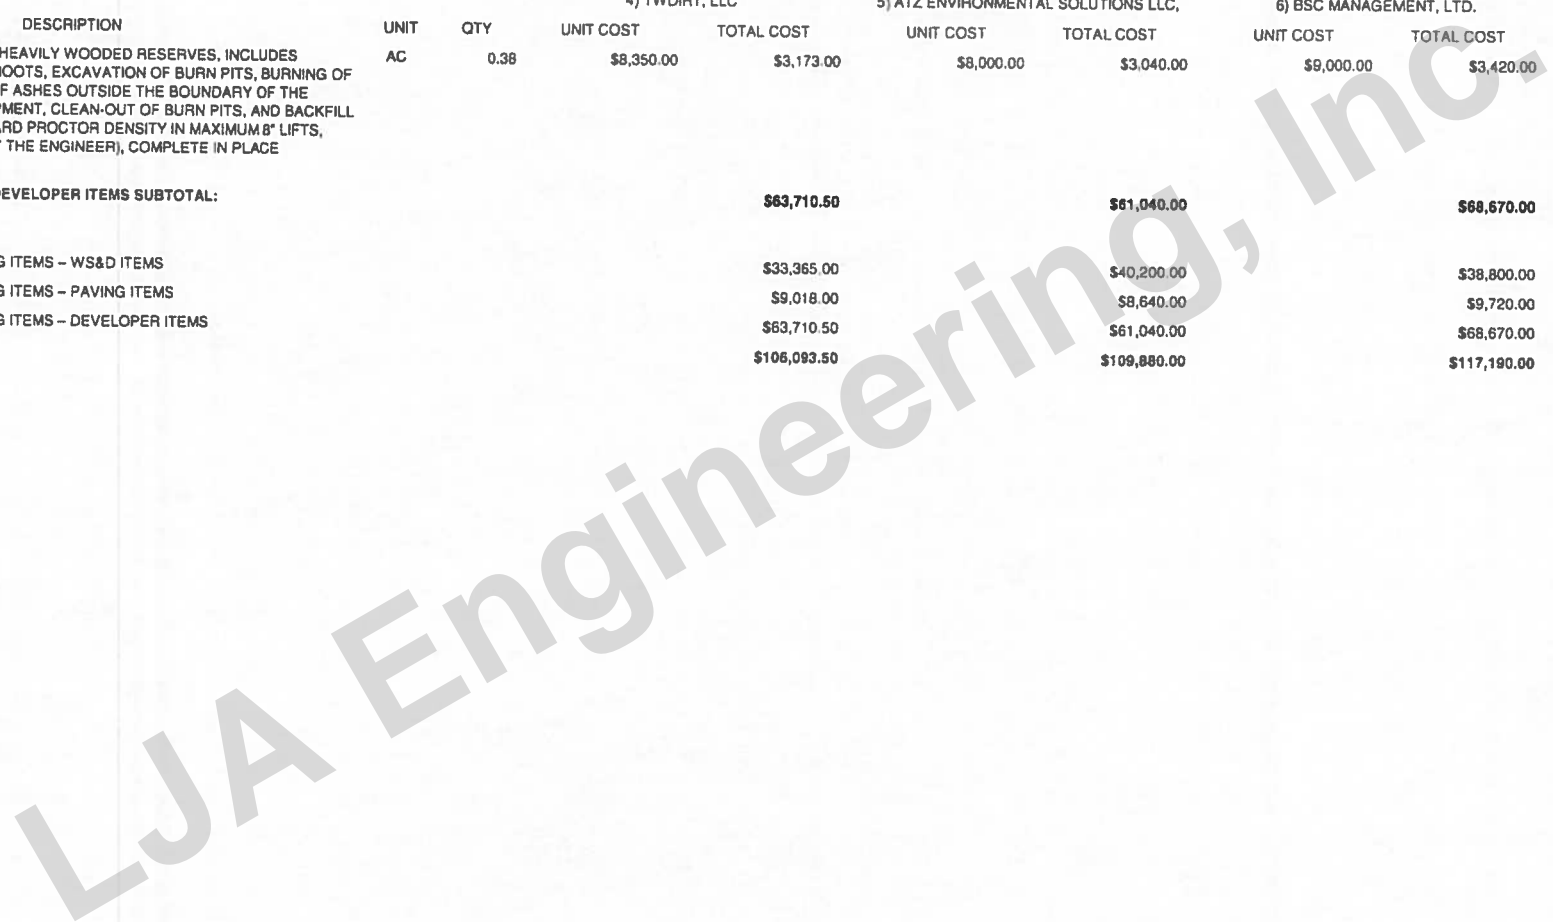 4) TWDIRT, LLC 5) ATZ ENVIRONMENTAL SOLUTIONS LLC, 6) BSC MANAGEMENT, LTD.
DESCRIPTION UNIT QTY UNIT COST TOTAL COST UNIT COST TOTAL COST UNIT COST TOTAL COST
HEAVILY WOODED RESERVES, INCLUDES AC 0.38 $8,350.00 $3,173.00 $8,000.00 $3,040.00 $9,000.00 $3,420.00
ROOTS, EXCAVATION OF BURN PITS, BURNING OF
F ASHES OUTSIDE THE BOUNDARY OF THE
PMENT, CLEAN-OUT OF BURN PITS, AND BACKFILL
ARD PROCTOR DENSITY IN MAXIMUM 8" LIFTS,
THE ENGINEER), COMPLETE IN PLACE
DEVELOPER ITEMS SUBTOTAL: $63,710.50 $61,040.00 $68,670.00
G ITEMS – WS&D ITEMS $33,365.00 $40,200.00 $38,800.00
G ITEMS – PAVING ITEMS $9,018.00 $8,640.00 $9,720.00
G ITEMS – DEVELOPER ITEMS $63,710.50 $61,040.00 $68,670.00
$106,093.50 $109,880.00 $117,190.00
LJA Engineering, Inc.